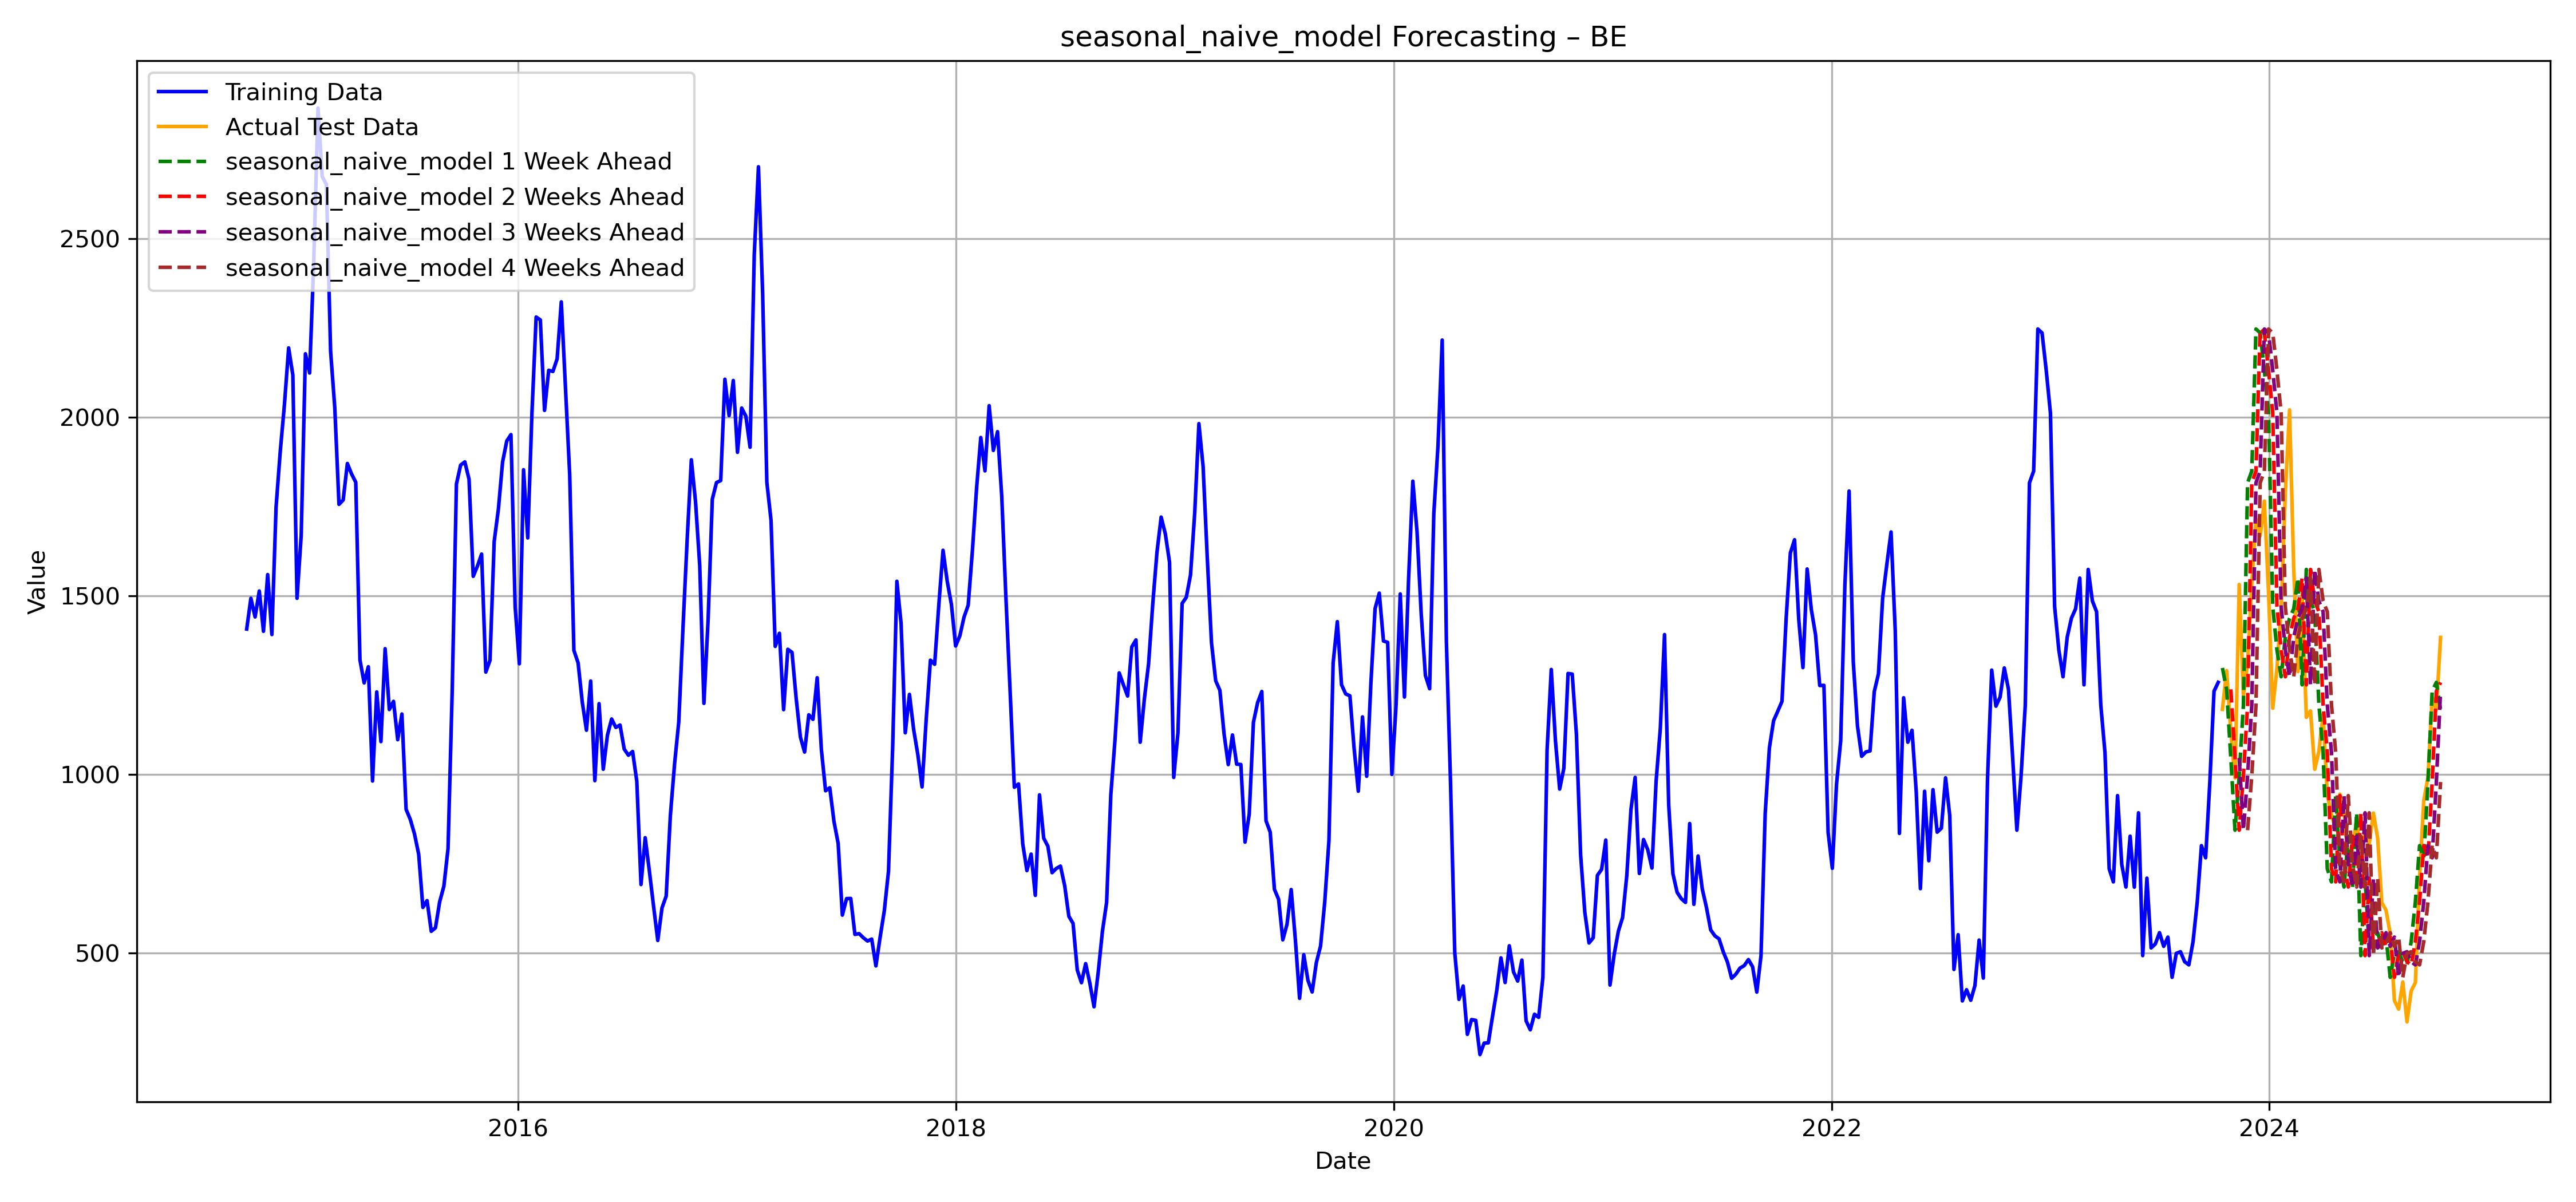 seasonal_naive_model Forecasting – BE
Training Data
Actual Test Data
seasonal_naive_model 1 Week Ahead
seasonal_naive_model 2 Weeks Ahead
seasonal_naive_model 3 Weeks Ahead
seasonal_naive_model 4 Weeks Ahead
Value
2500
2000
1500
1000
500
2016
2018
2020
2022
2024
Date